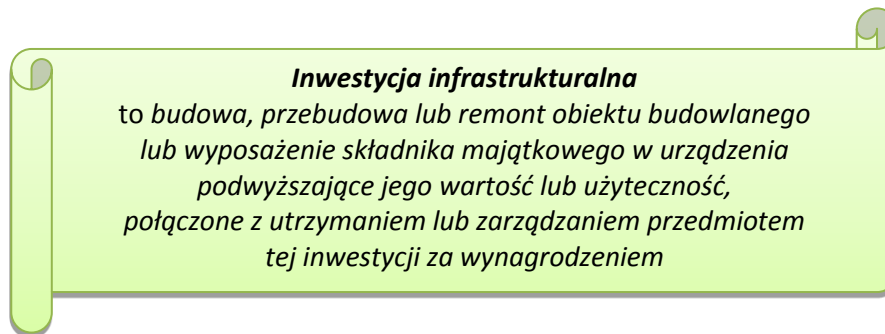 Inwestycja infrastrukturalna
to budowa, przebudowa lub remont obiektu budowlanego
lub wyposażenie składnika majątkowego w urządzenia
podwyższające jego wartość lub użyteczność,
połączone z utrzymaniem lub zarządzaniem przedmiotem
tej inwestycji za wynagrodzeniem